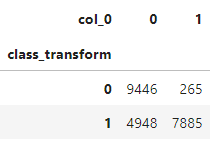 col_0 0 1
class_transform
0 9446 265
1 4948 7885